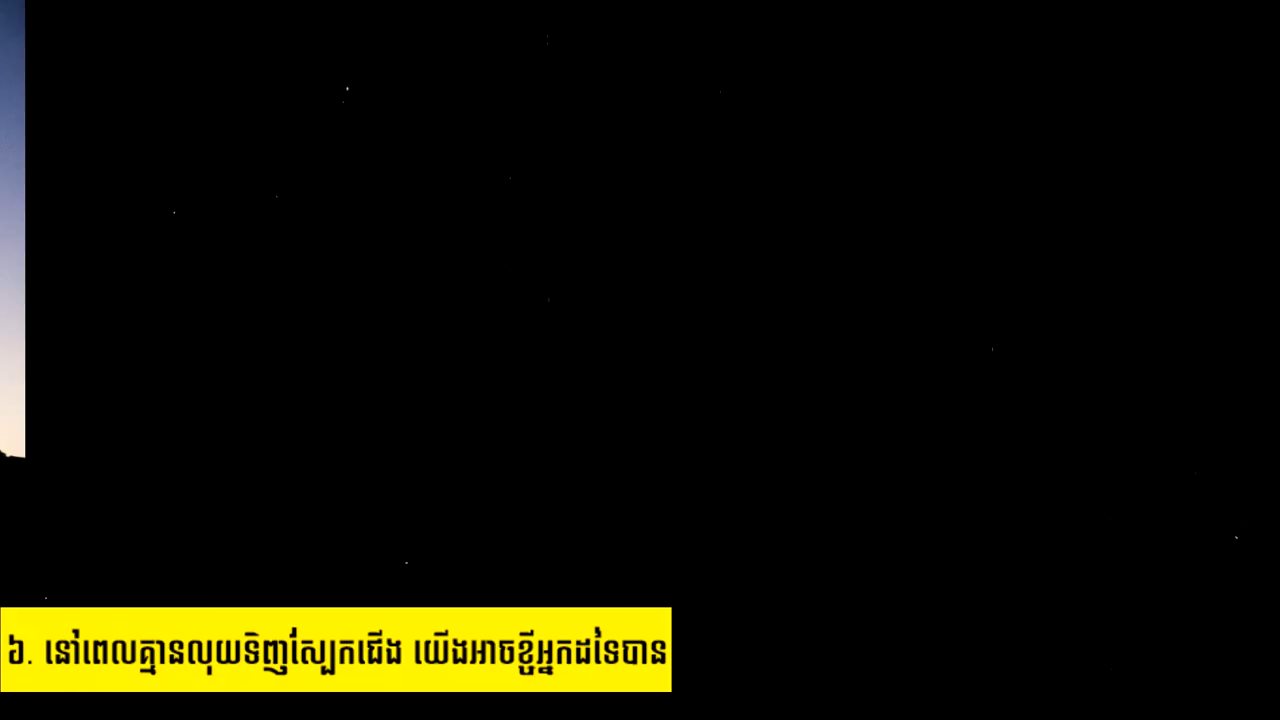 ៦. នៅពេលគ្មានលុយទិញស្បែកជើង យើងអាចខ្ចីអ្នកដទៃបាន